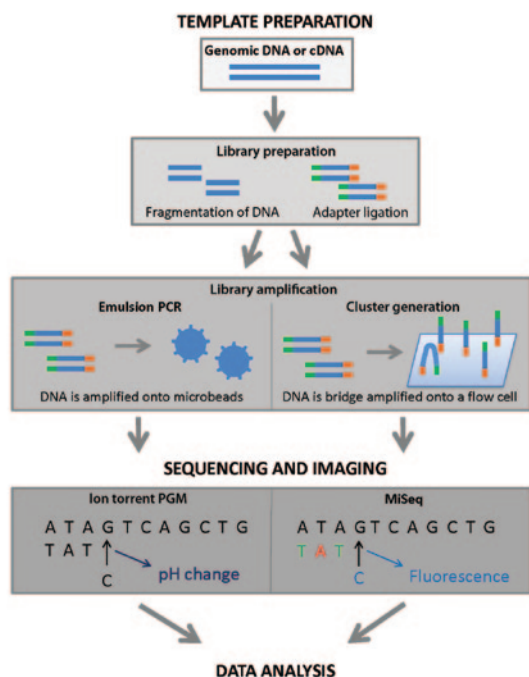 TEMPLATE PREPARATION
Genomic DNA or cDNA
Library preparation
Fragmentation of DNA
Adapter ligation
Library amplification
Emulsion PCR
Cluster generation
DNA is amplified onto microbeads
DNA is bridge amplified onto a flow cell
SEQUENCING AND IMAGING
Ion torrent PGM
A T A G T C A G C T G
T A T
pH change
C
MiSeq
A T A G T C A G C T G
T A T
C
Fluorescence
DATA ANALYSIS